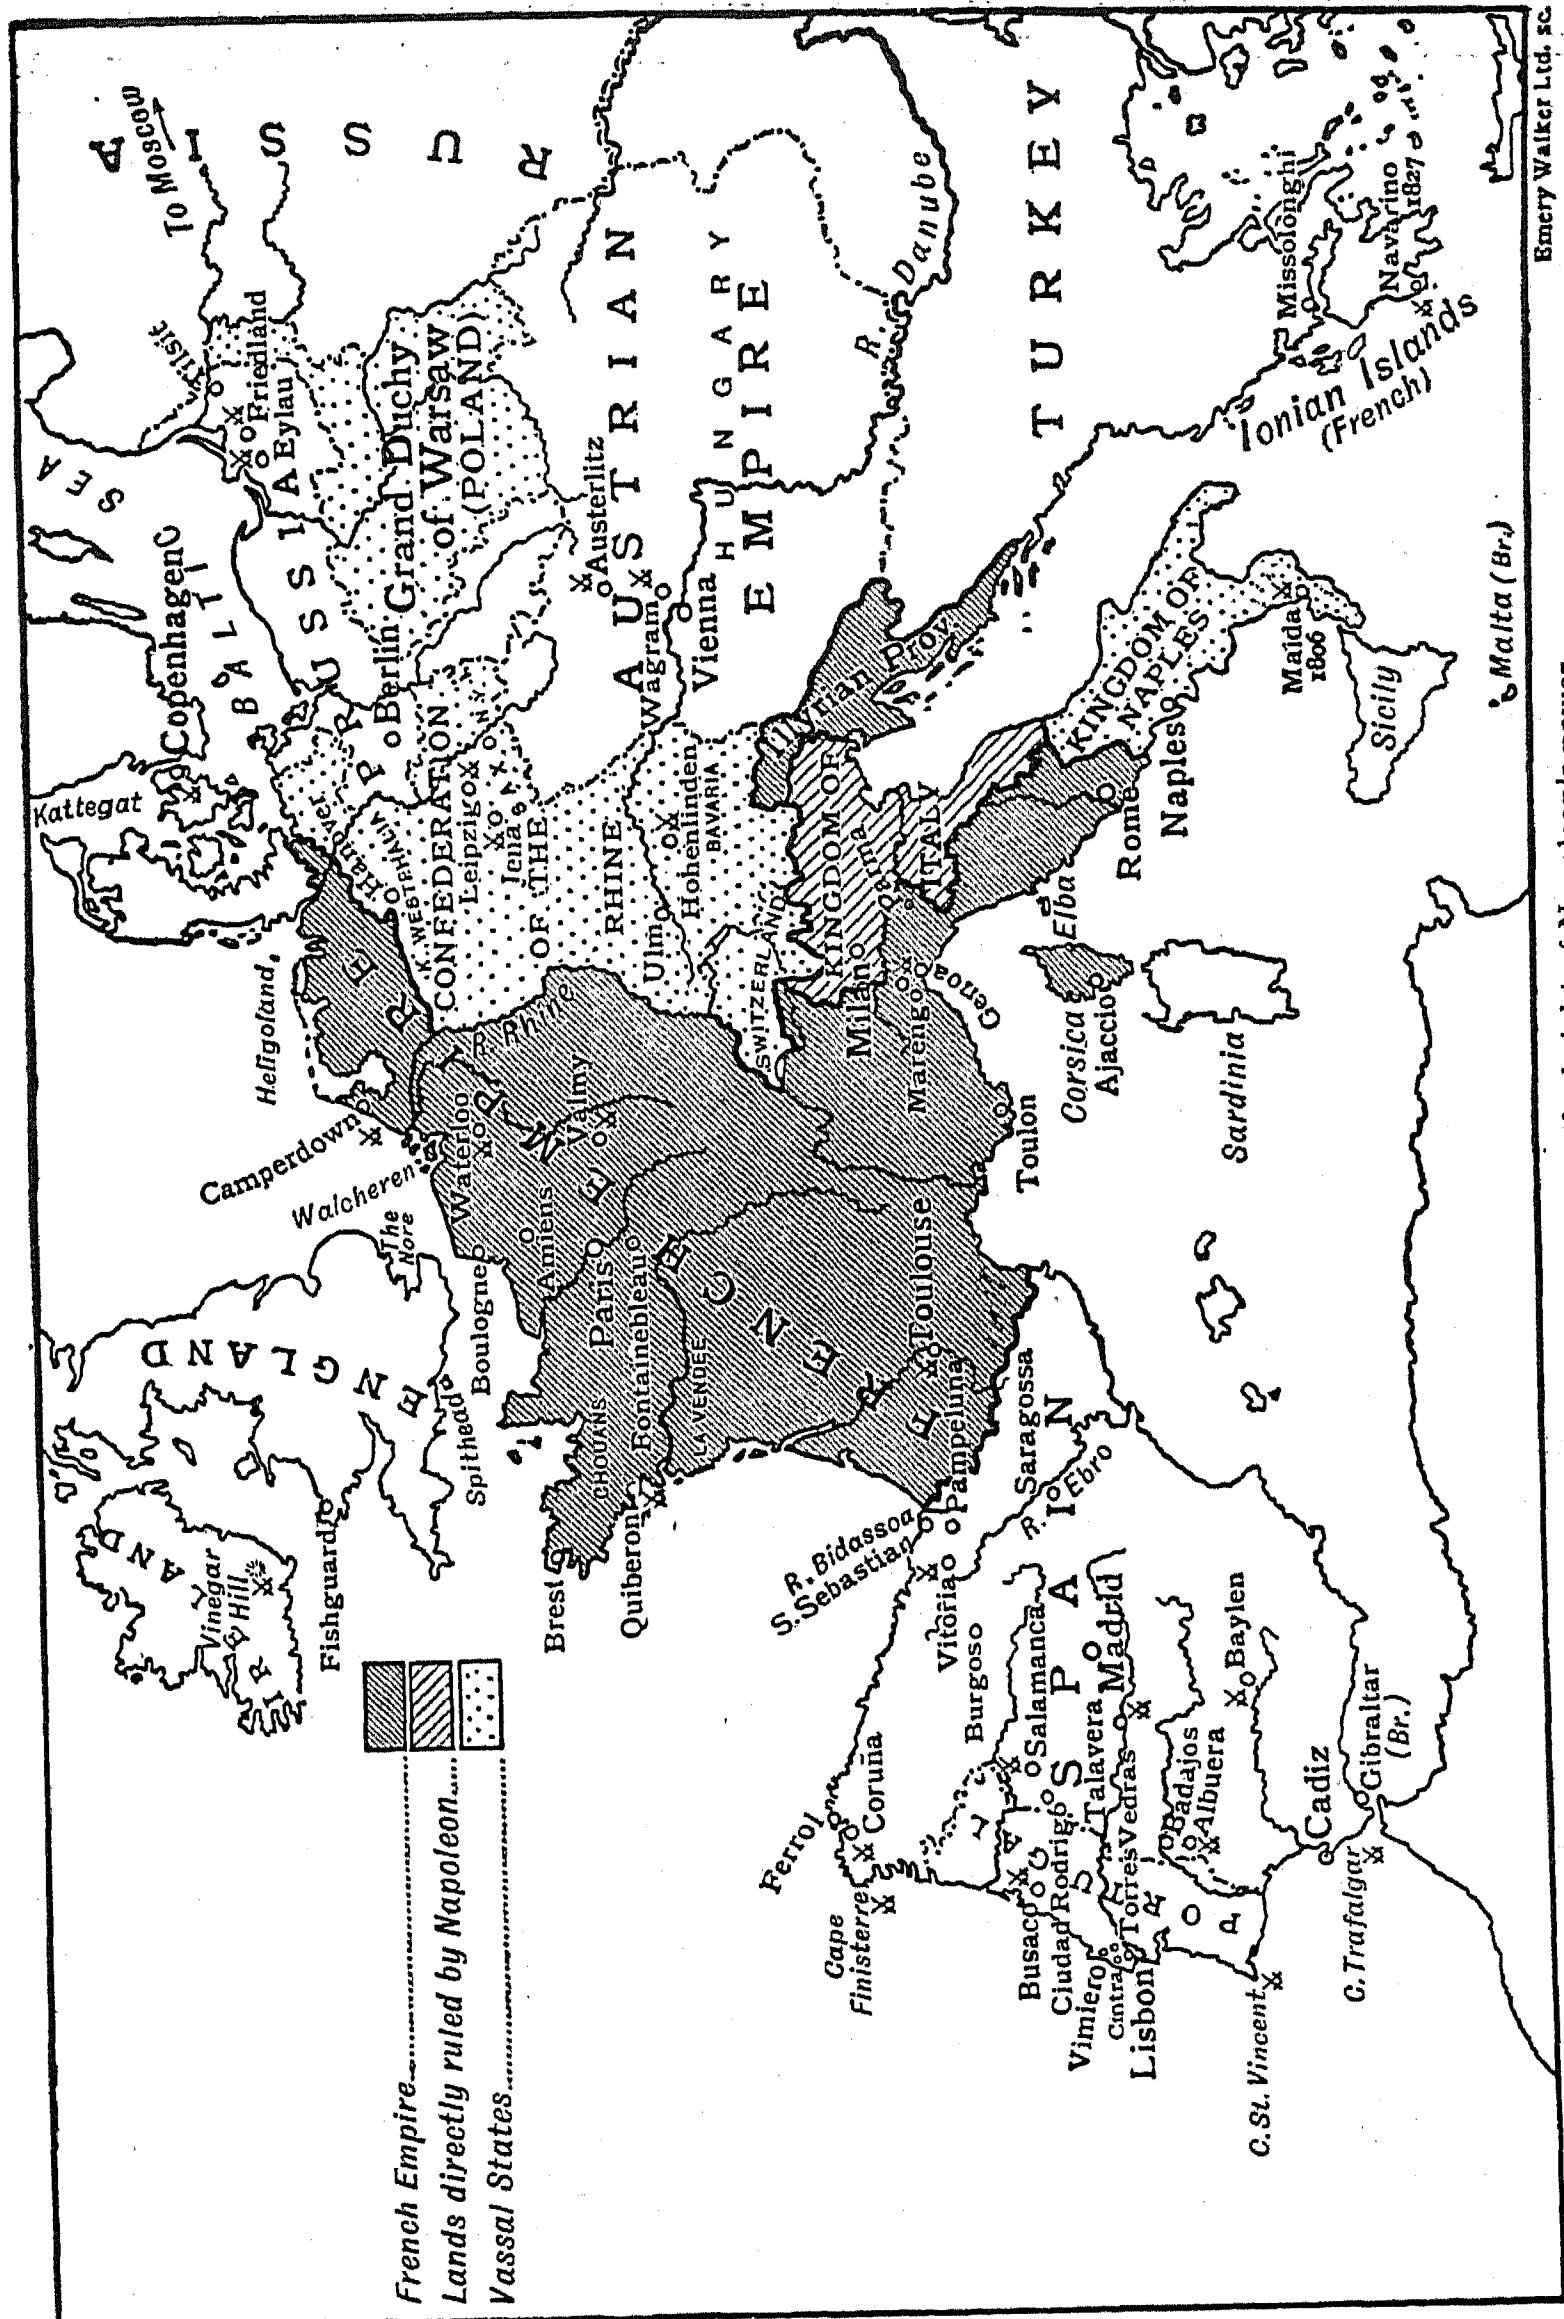 French Empire
Lands directly ruled by Napoleon
Vassal States
IRELAND
Vinegar
Hill
Fishguard
ENGLAND
Spithead
The
Nore
Walcheren
Camperdown
Heligoland
Kattegat
Copenhagen
BALTIC
SEA
Tilsit
Friedland
Eylau
To Moscow
RUSSIA
PRUSSIA
Berlin
Grand Duchy
of Warsaw
(POLAND)
Hanover
K. WESTPHALIA
CONFEDERATION
OF THE
RHINE
Leipzig
Jena
SAXONY
Ulm
Hohenlinden
BAVARIA
SWITZERLAND
Austerlitz
Wagram
Vienna
AUSTRIAN
HUNGARY
EMPIRE
R. Danube
TURKEY
FRENCH EMPIRE
R. Rhine
Waterloo
Valmy
Boulogne
Amiens
Paris
Fontainebleau
CHOUANS
LA VENDEE
Brest
Quiberon
Toulouse
Toulon
Marengo
Genoa
Milan
Parma
KINGDOM OF
ITALY
Illyrian Prov.
Elba
Rome
Corsica
Ajaccio
Sardinia
KINGDOM OF
NAPLES
Naples
Maida
1806
Sicily
Malta (Br.)
Ionian Islands
(French)
Missolonghi
Navarino
1827
R. Bidassoa
S. Sebastian
Pampeluna
Vitoria
Burgos
Saragossa
R. Ebro
SPAIN
Ferrol
Coruña
Cape
Finisterre
Salamanca
Busaco
Ciudad Rodrigo
Talavera
Madrid
Vimiero
Cintra
Torres Vedras
Lisbon
PORTUGAL
Badajos
Albuera
Baylen
Cadiz
Gibraltar
(Br.)
C. Trafalgar
C. St. Vincent
Emery Walker Ltd. sc.